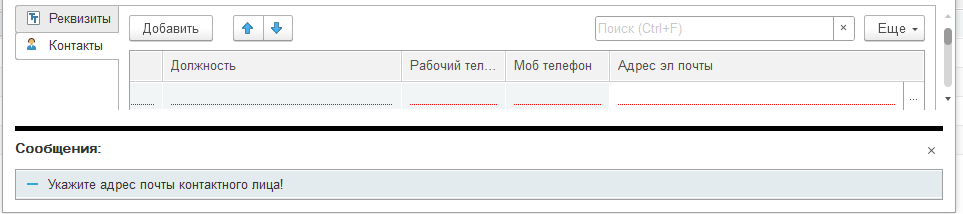 Реквизиты
Контакты
Добавить
Поиск (Ctrl+F)
×
Еще
Должность Рабочий тел... Моб телефон Адрес эл почты
...
Сообщения:
×
Укажите адрес почты контактного лица!